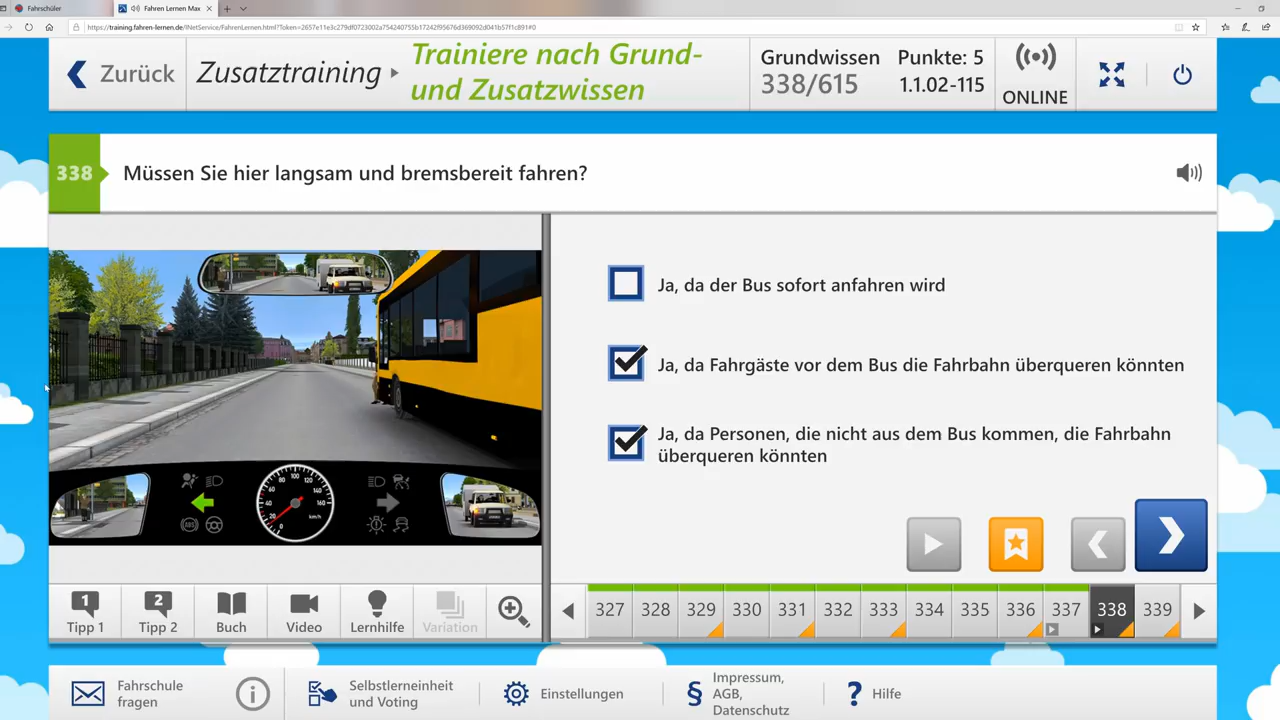 Fahrschüler
Fahren Lernen Max
Zurück
Zusatztraining
Trainiere nach Grund-
und Zusatzwissen
Grundwissen
338/615
Punkte: 5
1.1.02-115
ONLINE
338
Müssen Sie hier langsam und bremsbereit fahren?
Ja, da der Bus sofort anfahren wird
Ja, da Fahrgäste vor dem Bus die Fahrbahn überqueren könnten
Ja, da Personen, die nicht aus dem Bus kommen, die Fahrbahn
überqueren könnten
1
Tipp 1
2
Tipp 2
Buch
Video
Lernhilfe
Variation
327 328 329 330 331 332 333 334 335 336 337 338 339
Fahrschule
fragen
Selbstlerneinheit
und Voting
Einstellungen
§
Impressum,
AGB,
Datenschutz
?
Hilfe